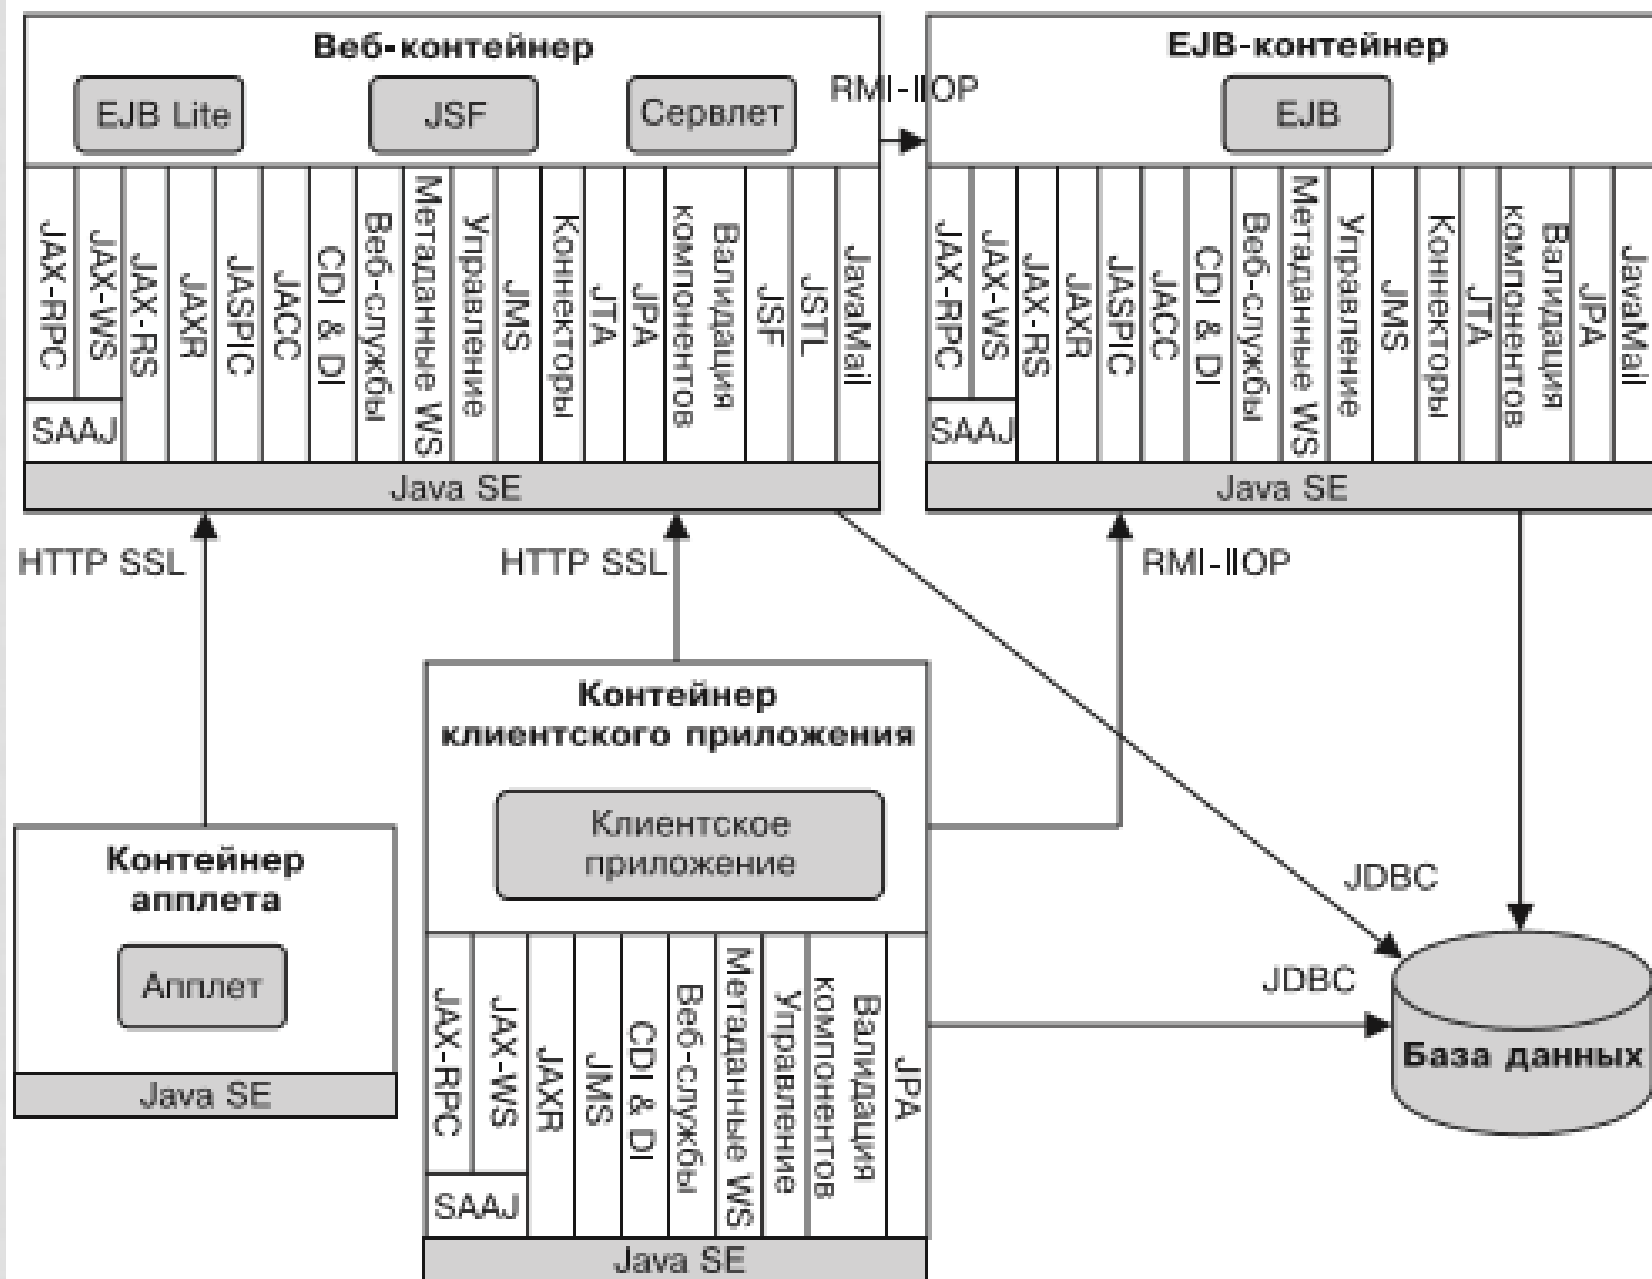 Веб-контейнер
EJB Lite
JSF
Сервлет
JAX-RPC
JAX-WS
SAAJ
JAX-RS
JAXR
JASPIC
JACC
CDI & DI
Веб-службы
Метаданные WS
Управление
JMS
Коннекторы
JTA
JPA
Валидация
компонентов
JSF
JSTL
JavaMail
Java SE
RMI-IIOP
EJB-контейнер
EJB
JAX-RPC
JAX-WS
SAAJ
JAX-RS
JAXR
JASPIC
JACC
CDI & DI
Веб-службы
Метаданные WS
Управление
JMS
Коннекторы
JTA
Валидация
компонентов
JPA
JavaMail
Java SE
HTTP SSL
HTTP SSL
RMI-IIOP
Контейнер
апплета
Апплет
Java SE
Контейнер
клиентского приложения
Клиентское
приложение
JAX-RPC
JAX-WS
SAAJ
JAXR
JMS
CDI & DI
Веб-службы
Метаданные WS
Управление
Валидация
компонентов
JPA
Java SE
JDBC
JDBC
База данных